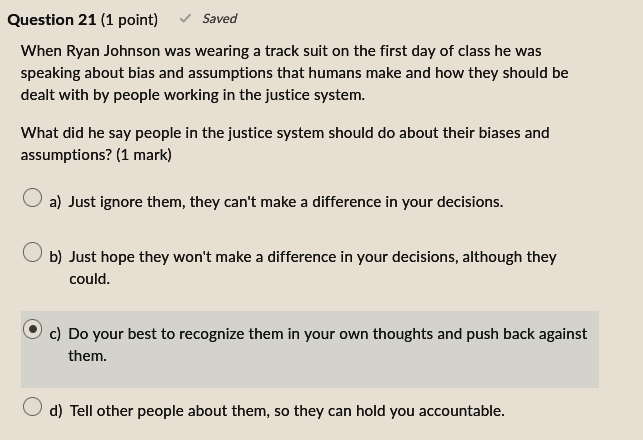 Question 21 (1 point) ✓ Saved
When Ryan Johnson was wearing a track suit on the first day of class he was
speaking about bias and assumptions that humans make and how they should be
dealt with by people working in the justice system.
What did he say people in the justice system should do about their biases and
assumptions? (1 mark)
a) Just ignore them, they can't make a difference in your decisions.
b) Just hope they won't make a difference in your decisions, although they
could.
c) Do your best to recognize them in your own thoughts and push back against
them.
d) Tell other people about them, so they can hold you accountable.